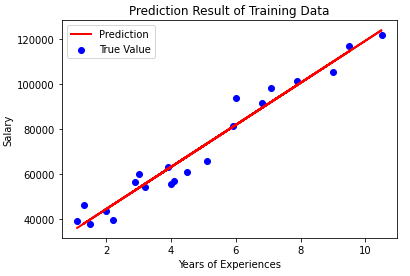 Prediction Result of Training Data
Prediction
True Value
120000
100000
80000
60000
40000
Salary
2
4
6
8
10
Years of Experiences